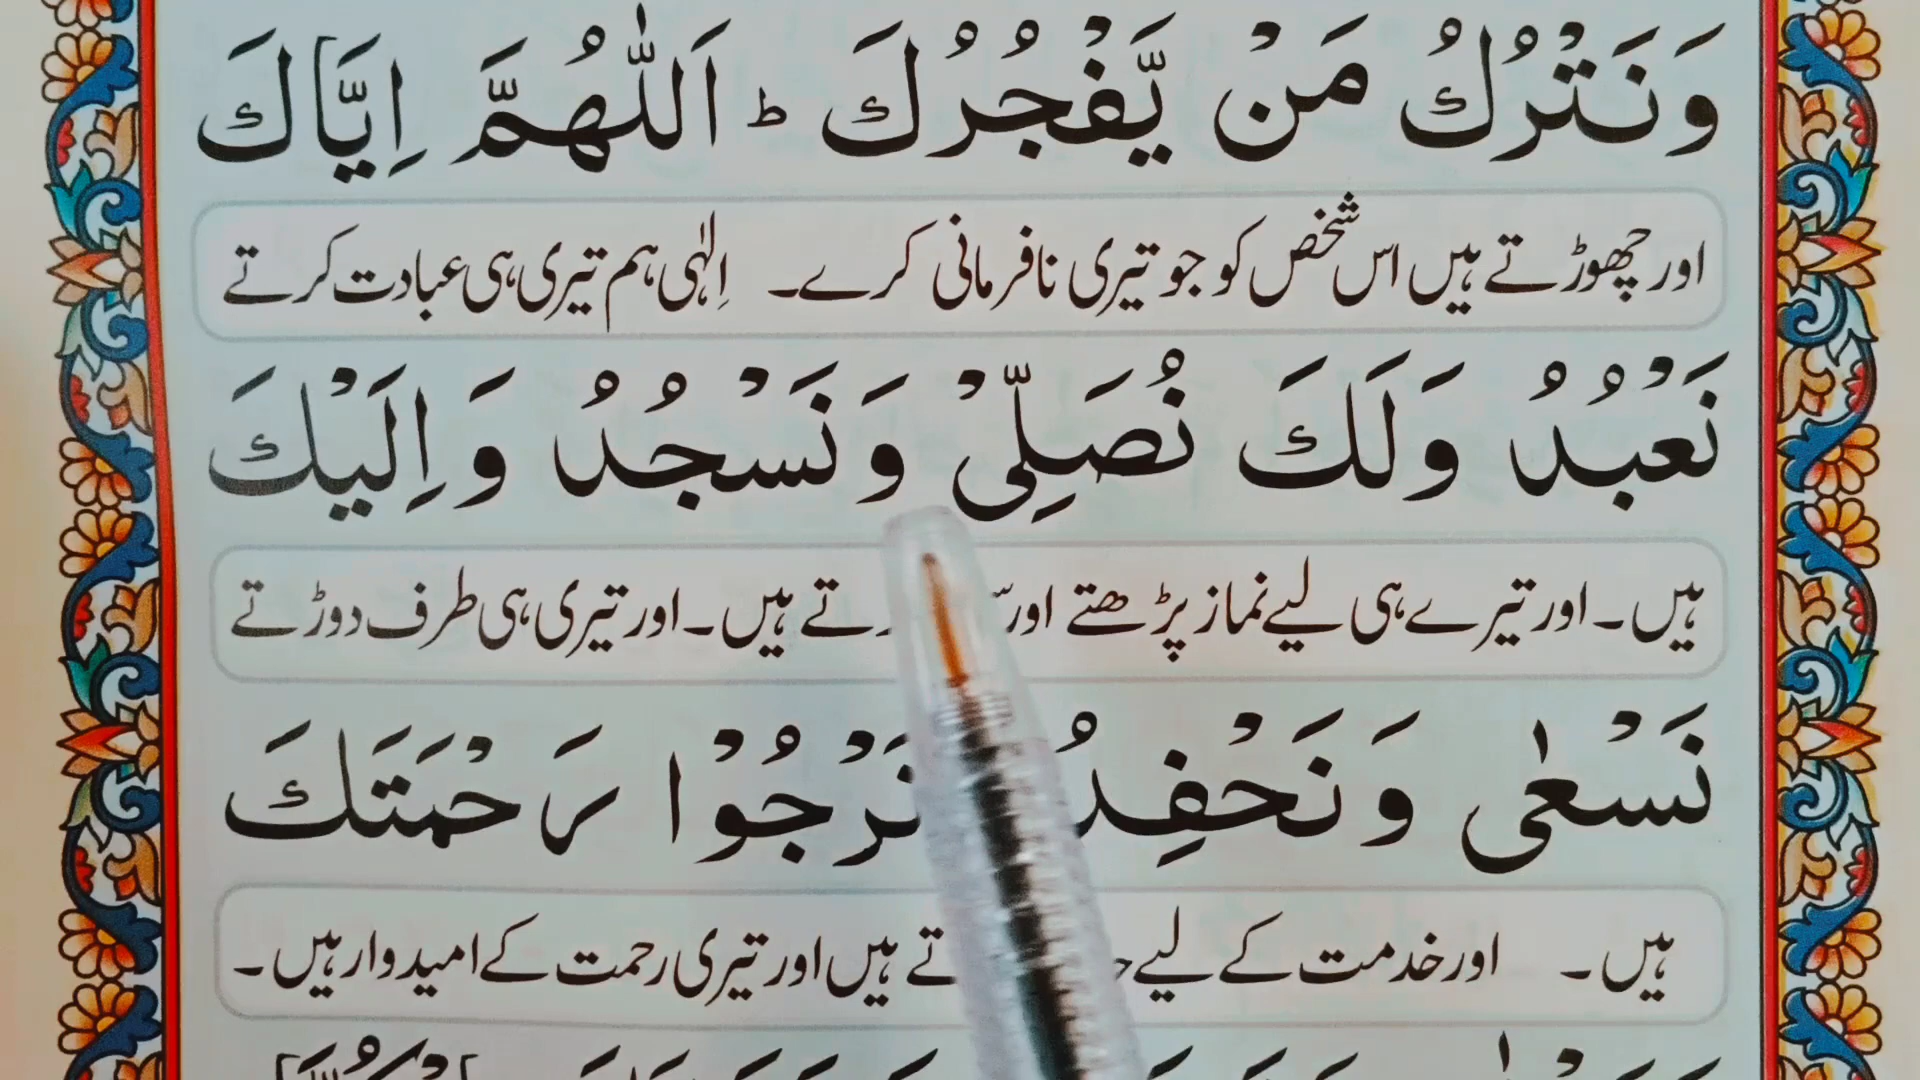 وَنَتْرُكُ مَنْ يَّفْجُرُكَ ؕ اَللّٰهُمَّ اِيَّاكَ
اور چھوڑتے ہیں اس شخص کو جو تیری نافرمانی کرے۔ اِلٰہی ہم تیری ہی عبادت کرتے
نَعْبُدُ وَلَكَ نُصَلِّيْ وَنَسْجُدُ وَاِلَيْكَ
ہیں۔ اور تیرے ہی لیے نماز پڑھتے اور تے ہیں۔ اور تیری ہی طرف دوڑتے
نَسْعٰى وَنَحْفِدُ نَرْجُوْا رَحْمَتَكَ
ہیں۔ اور خدمت کے لیے تے ہیں اور تیری رحمت کے امیدوار ہیں۔